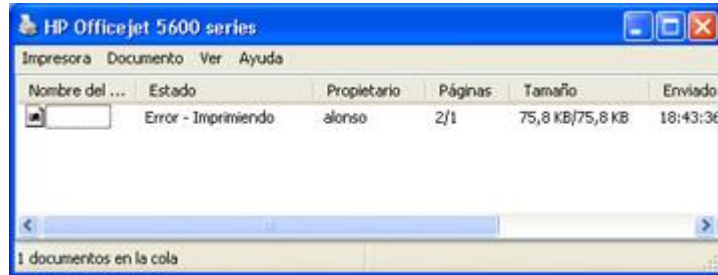 HP Officejet 5600 series
Impresora Documento Ver Ayuda
Nombre del ... Estado Propietario Páginas Tamaño Enviado
Error - Imprimiendo alonso 2/1 75,8 KB/75,8 KB 18:43:36
1 documentos en la cola